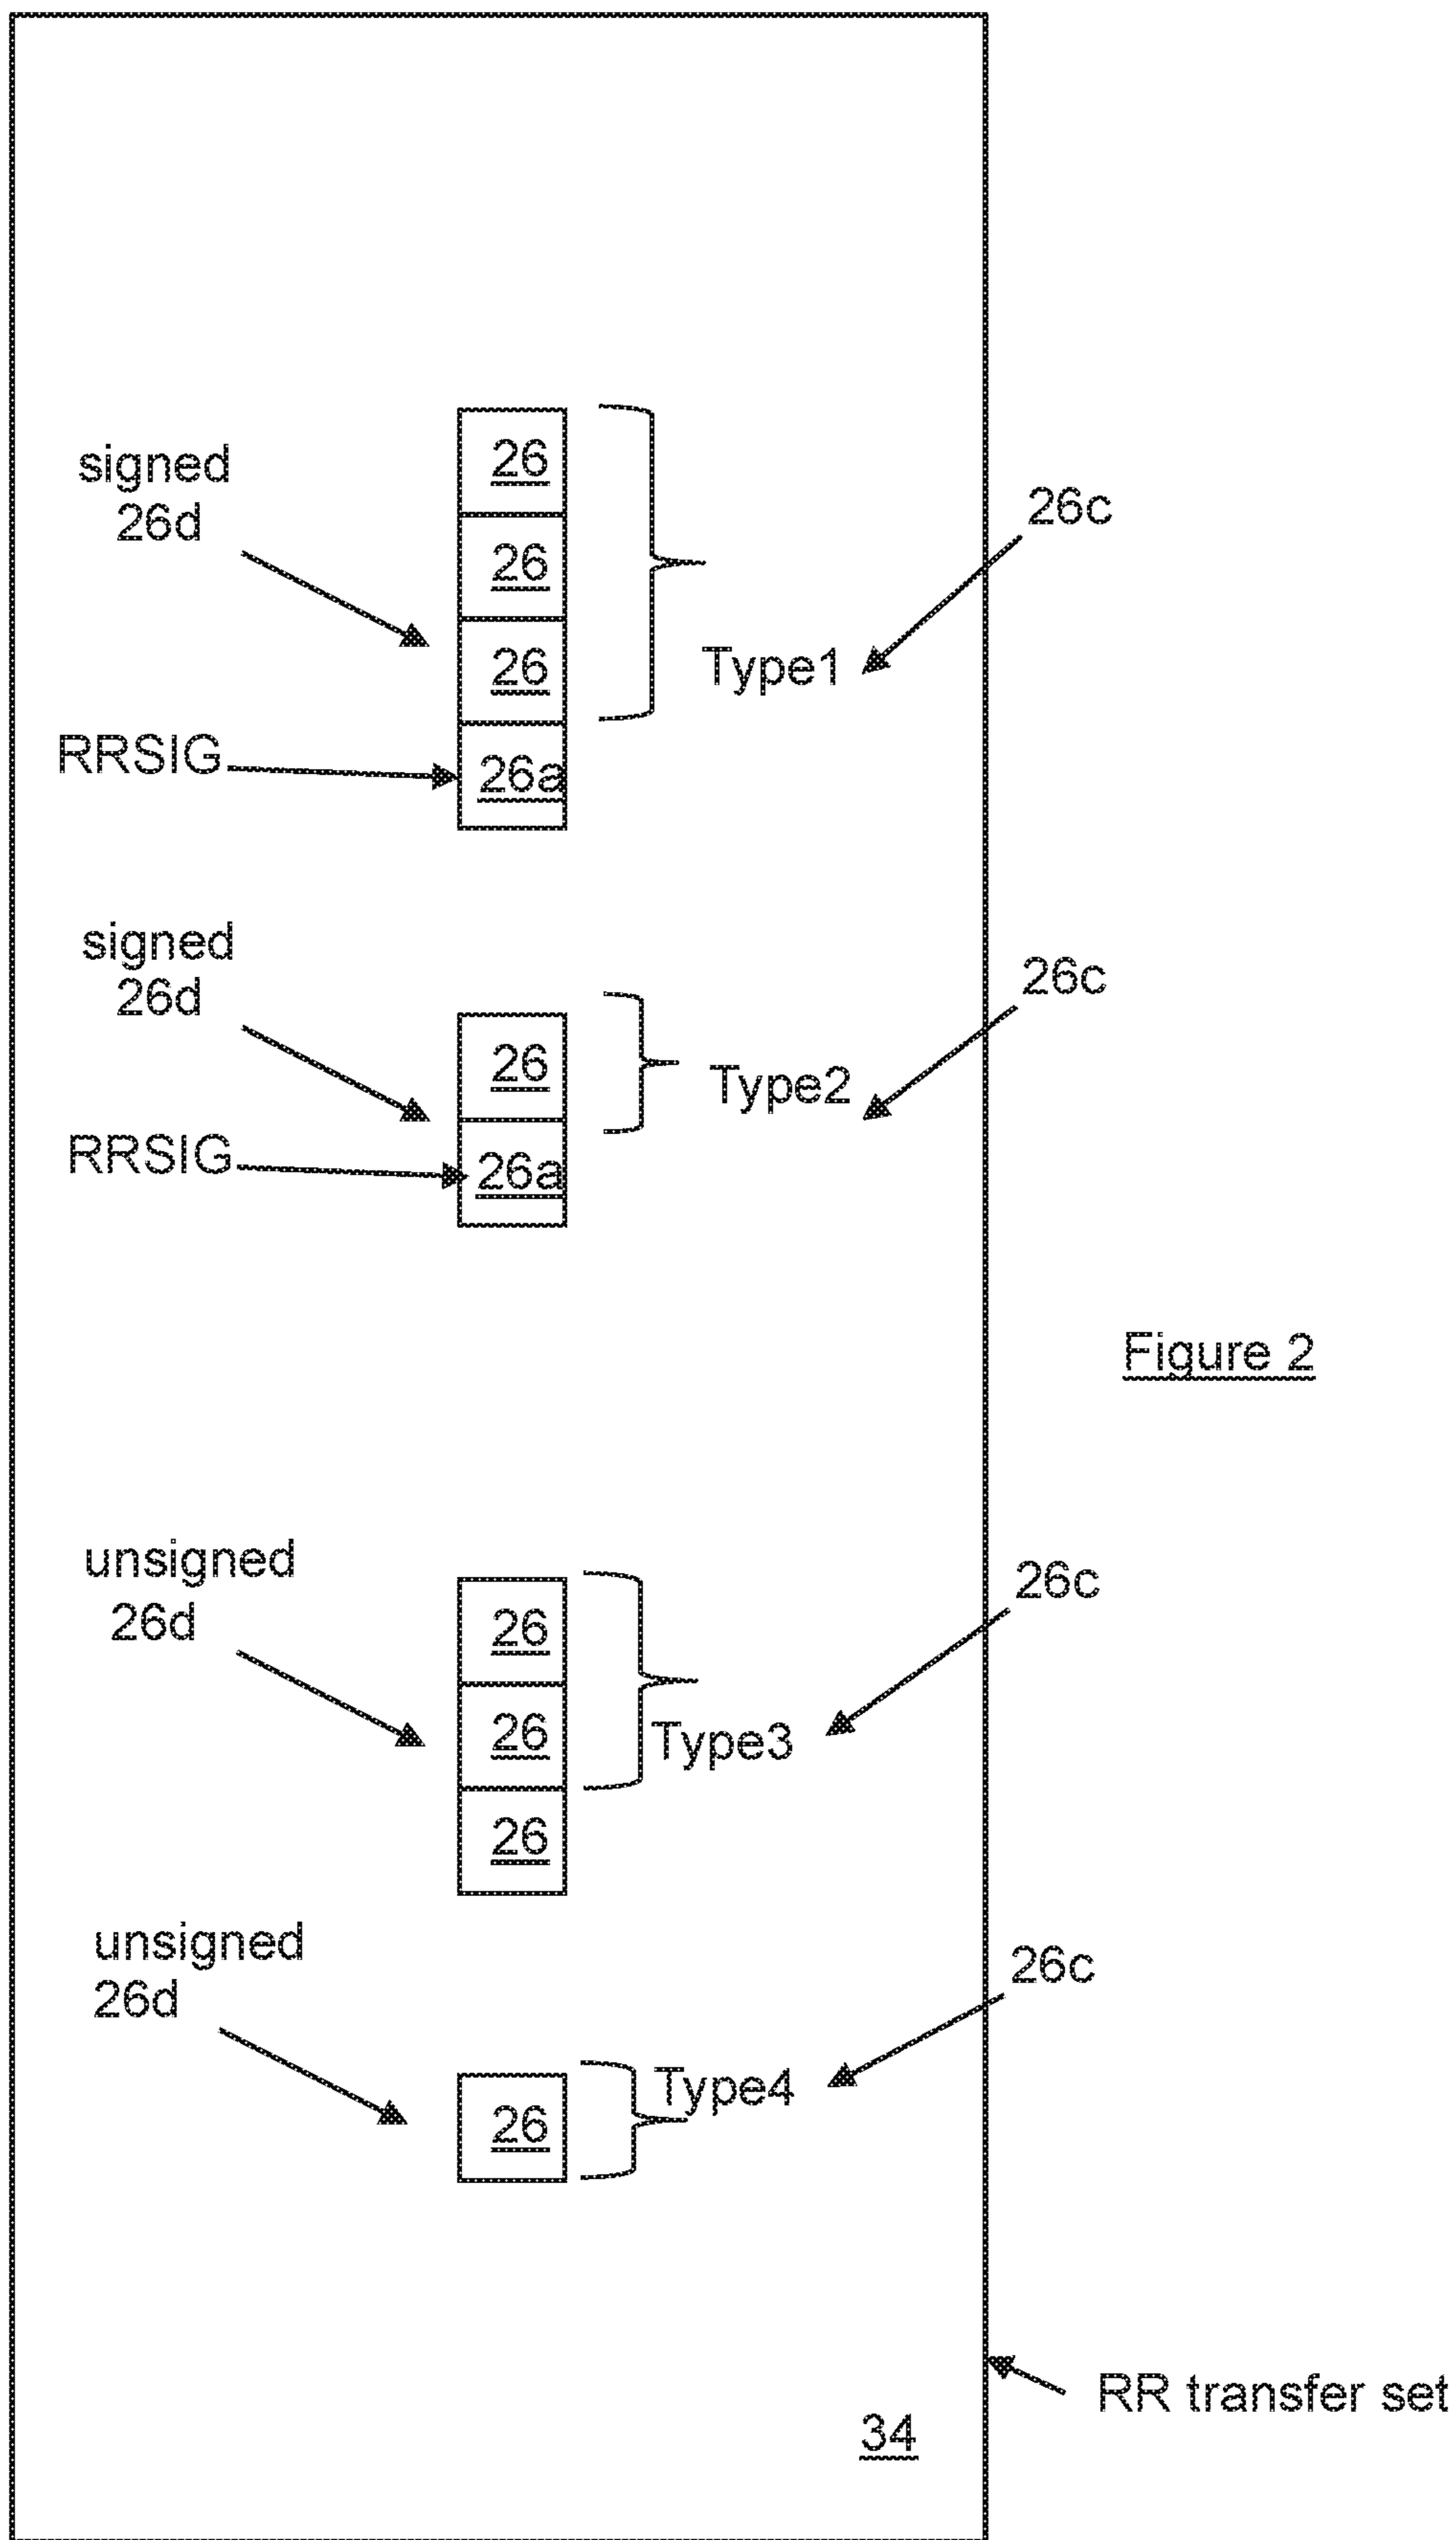 26
signed
26d
26c
26
26
Type1
RRSIG
26a
signed
26d
26c
26
Type2
RRSIG
26a
Figure 2
unsigned
26d
26c
26
26
Type3
26
unsigned
26d
26c
Type4
26
RR transfer set
34